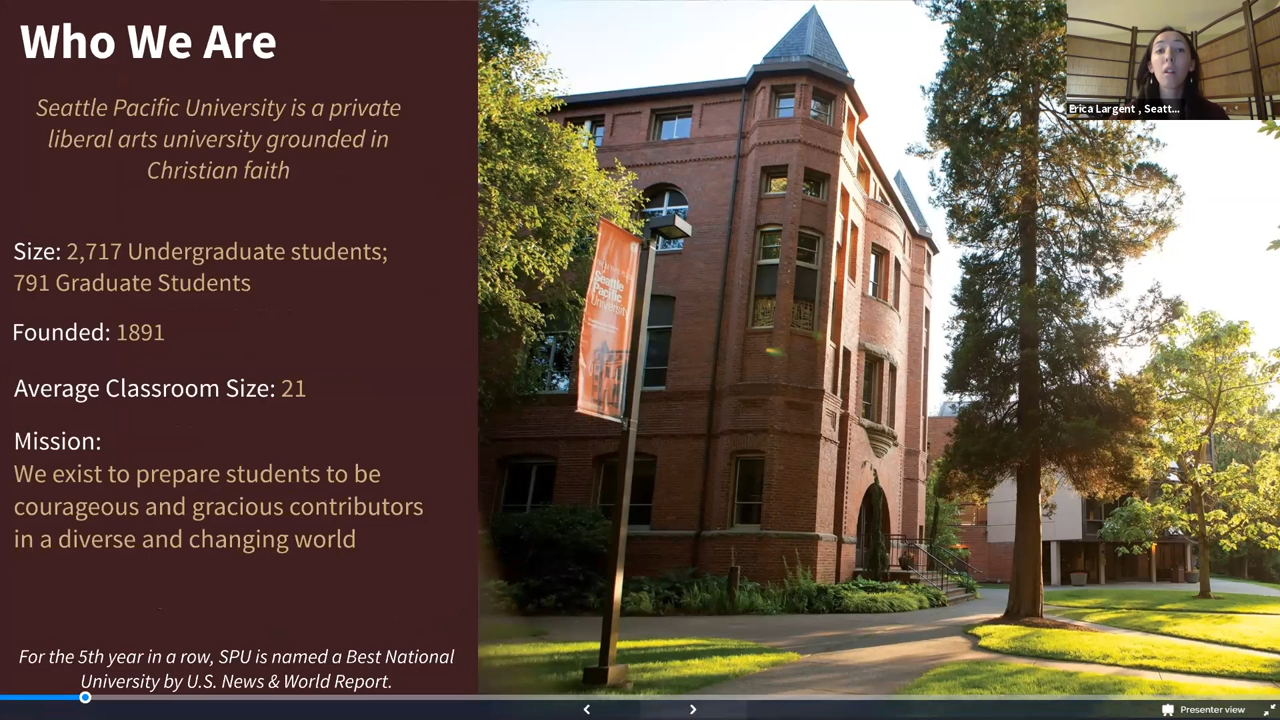 Who We Are
Seattle Pacific University is a private
liberal arts university grounded in
Christian faith
Size: 2,717 Undergraduate students;
791 Graduate Students
Founded: 1891
Average Classroom Size: 21
Mission:
We exist to prepare students to be
courageous and gracious contributors
in a diverse and changing world
For the 5th year in a row, SPU is named a Best National
University by U.S. News & World Report.
Seattle
Pacific
University
Erica Largent , Seatt...
Presenter view